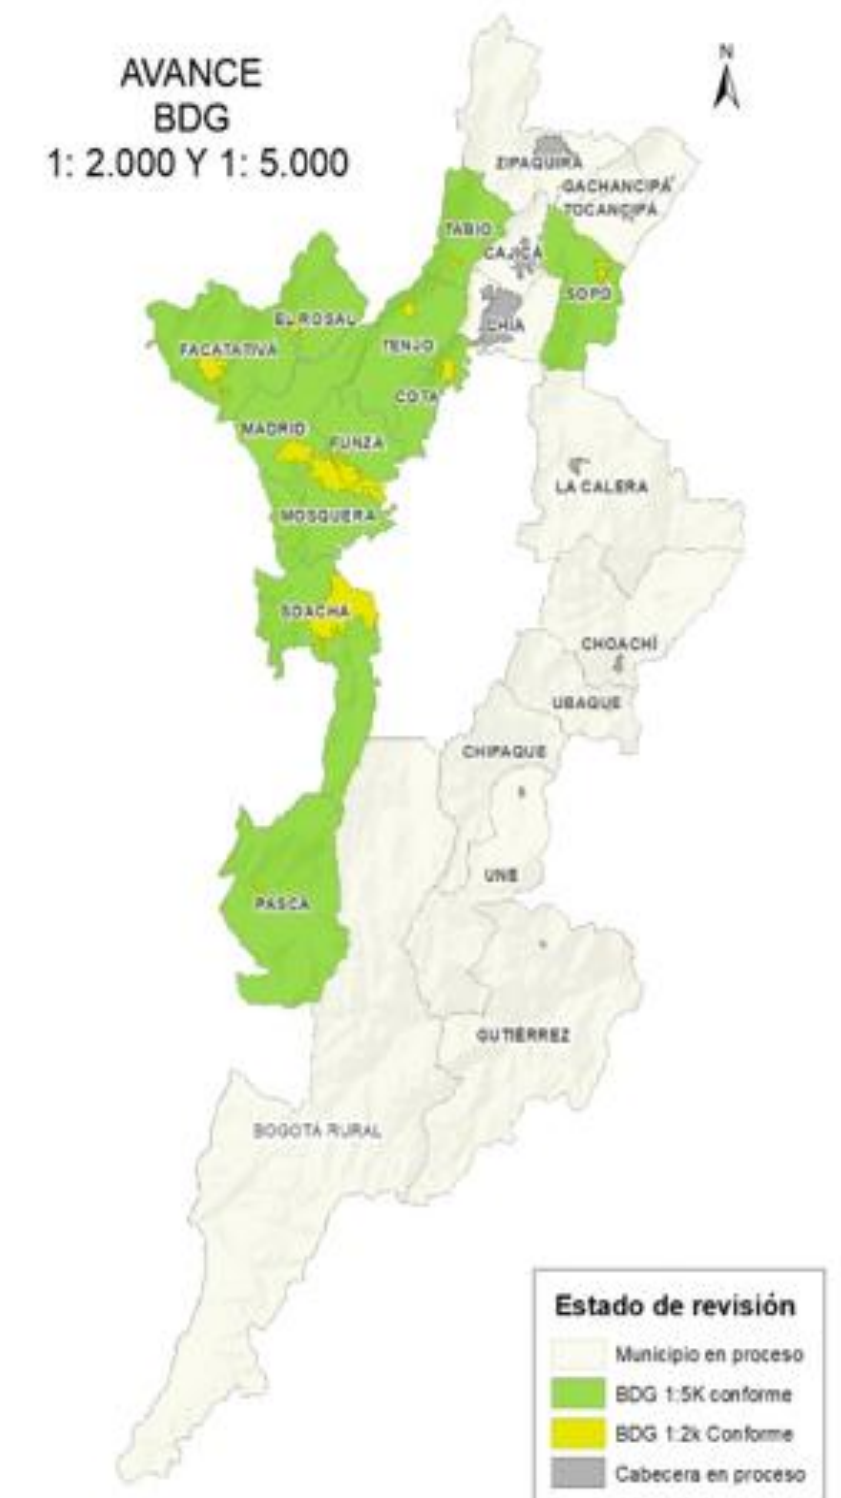 AVANCE
BDG
1: 2.000 Y 1: 5.000
N
ZIPAQUIRÁ
GACHANCIPÁ
TOCANCIPÁ
TABIO
CAJICÁ
SOPÓ
EL ROSAL
CHÍA
FACATATIVÁ
TENJO
COTA
MADRID
FUNZA
LA CALERA
MOSQUERA
SOACHA
CHOACHÍ
UBAQUE
CHIPAQUE
UNE
PASCA
GUTIÉRREZ
BOGOTÁ RURAL
Estado de revisión
Municipio en proceso
BDG 1:5K conforme
BDG 1:2k Conforme
Cabecera en proceso